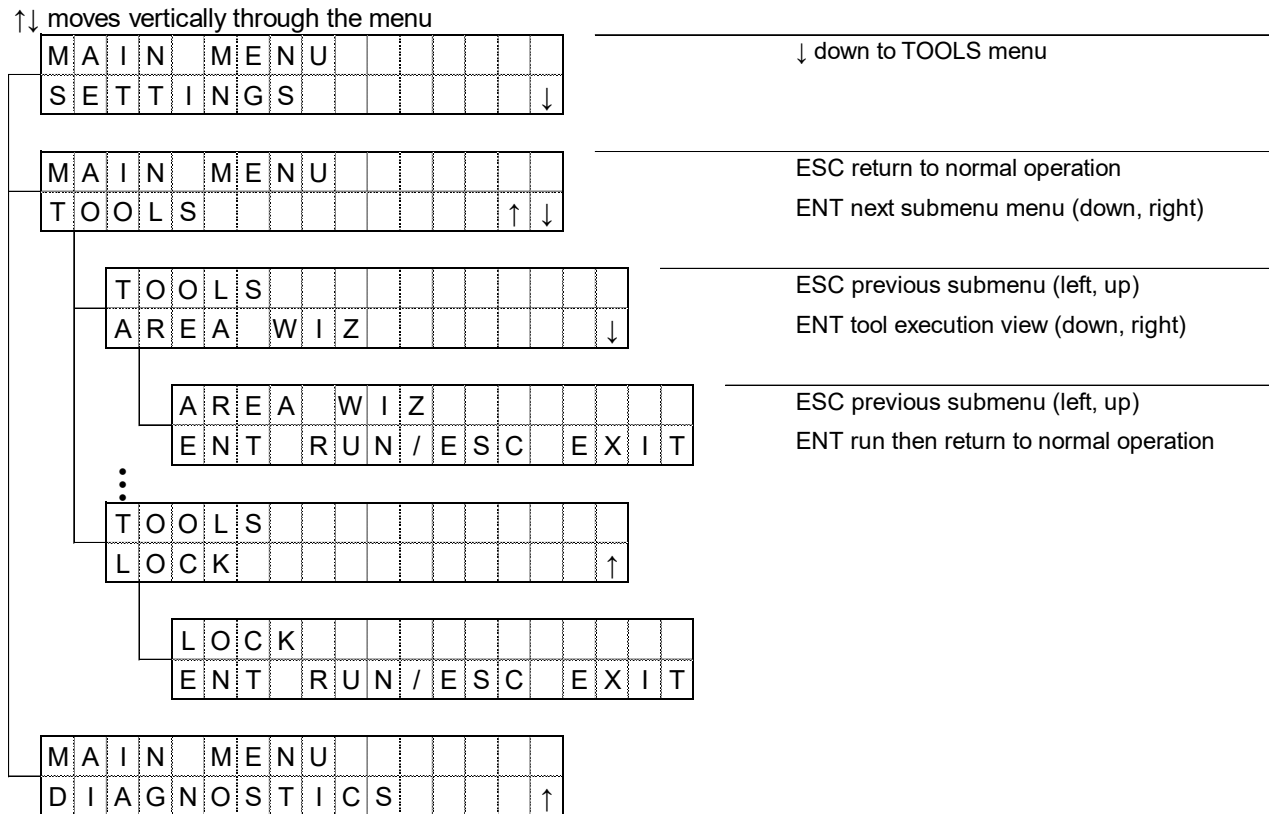 ↑↓ moves vertically through the menu
MAIN MENU
↓ down to TOOLS menu
SETTINGS ↓
MAIN MENU
ESC return to normal operation
TOOLS ↑↓
ENT next submenu menu (down, right)
TOOLS
ESC previous submenu (left, up)
AREA WIZ ↓
ENT tool execution view (down, right)
AREA WIZ
ESC previous submenu (left, up)
ENT RUN/ESC EXIT
ENT run then return to normal operation
TOOLS
LOCK ↑
LOCK
ENT RUN/ESC EXIT
MAIN MENU
DIAGNOSTICS ↑